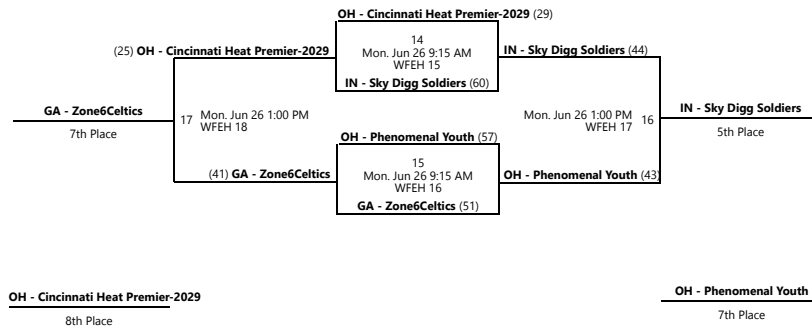 OH - Cincinnati Heat Premier-2029 (29)
14
Mon. Jun 26 9:15 AM
WFEH 15
IN - Sky Digg Soldiers (60)
(25) OH - Cincinnati Heat Premier-2029
IN - Sky Digg Soldiers (44)
GA - Zone6Celtics
7th Place
17 Mon. Jun 26 1:00 PM
WFEH 18
Mon. Jun 26 1:00 PM 16
WFEH 17
IN - Sky Digg Soldiers
5th Place
OH - Phenomenal Youth (57)
15
Mon. Jun 26 9:15 AM
WFEH 16
GA - Zone6Celtics (51)
(41) GA - Zone6Celtics
OH - Phenomenal Youth (43)
OH - Cincinnati Heat Premier-2029
8th Place
OH - Phenomenal Youth
7th Place